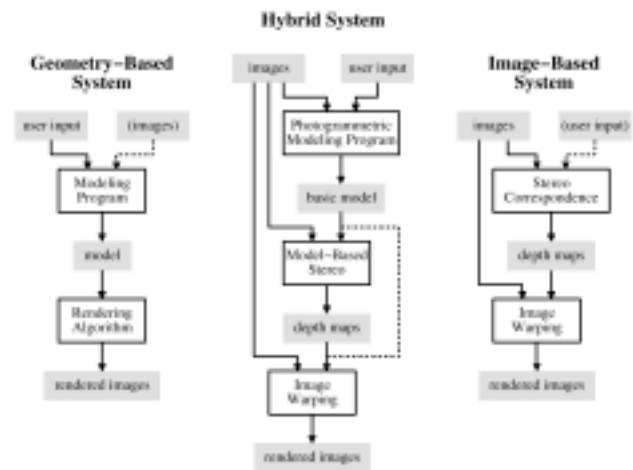 Hybrid System
Geometry-Based
System
user input
(images)
Modeling
Program
model
Rendering
Algorithm
rendered images
images
user input
Photogrammetric
Modeling Program
basic model
Model-Based
Stereo
depth maps
Image
Warping
rendered images
Image-Based
System
images
(user input)
Stereo
Correspondence
depth maps
Image
Warping
rendered images